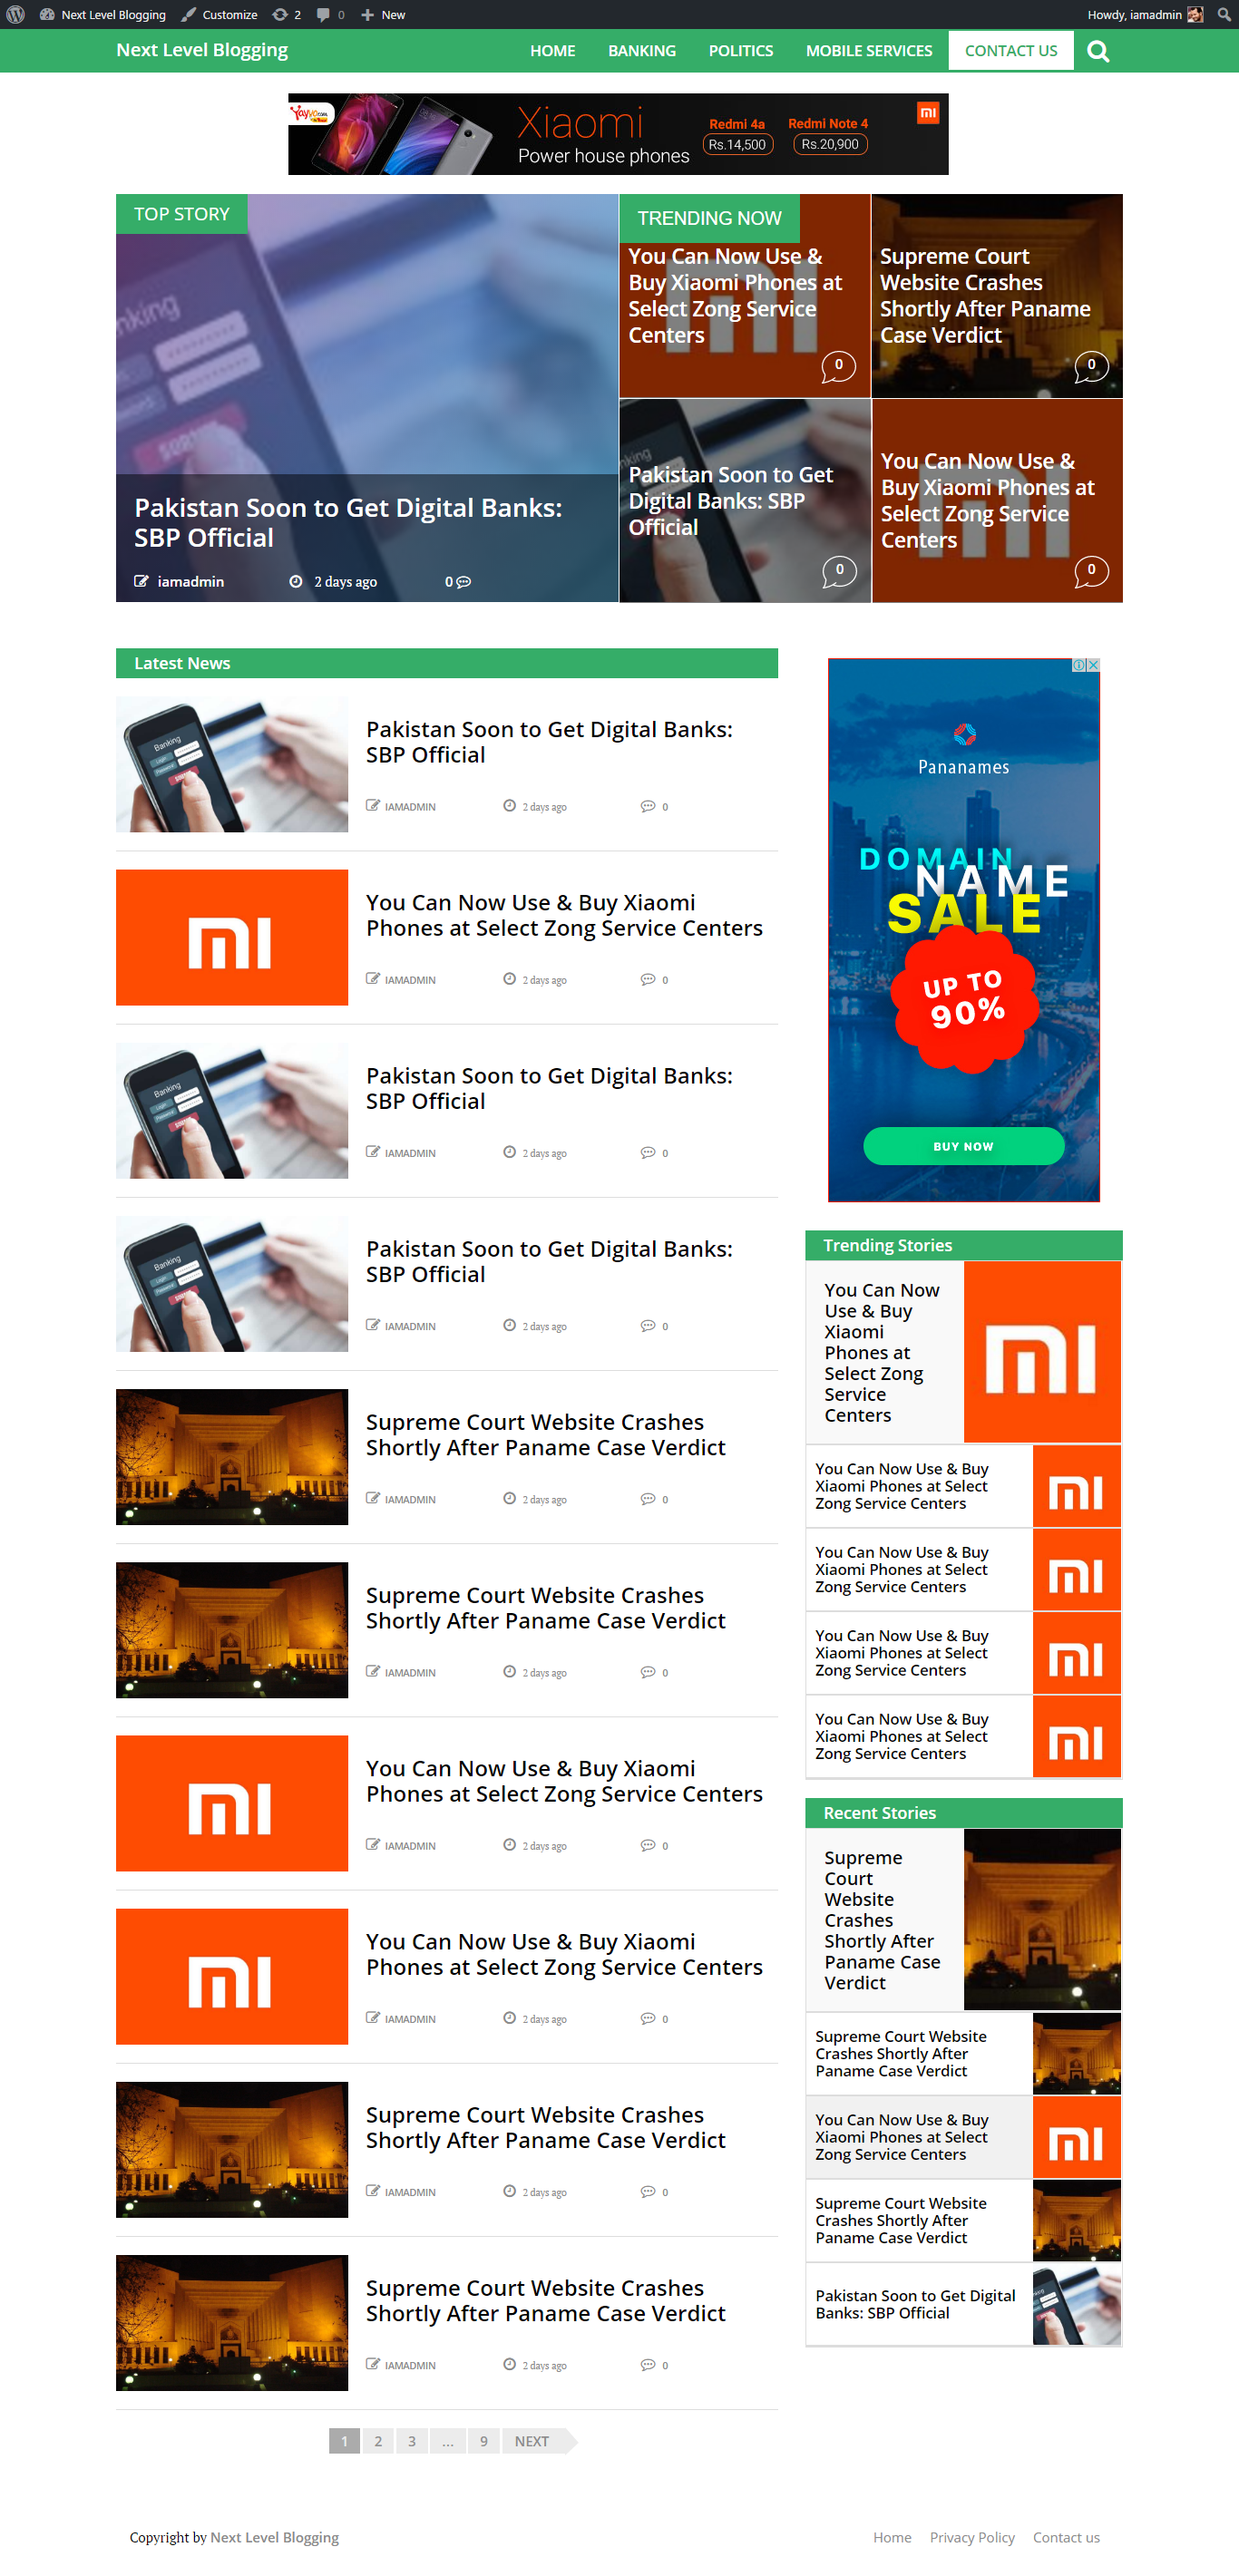 Next Level Blogging Customize 2 0 New Howdy, iamadmin
Next Level Blogging HOME BANKING POLITICS MOBILE SERVICES CONTACT US
Yayvo.com
Xiaomi
Power house phones
Redmi 4a Redmi Note 4
Rs.14,500 Rs.20,900
mi
TOP STORY
Pakistan Soon to Get Digital Banks:
SBP Official
iamadmin 2 days ago 0
TRENDING NOW
You Can Now Use &
Buy Xiaomi Phones at
Select Zong Service
Centers
0
Supreme Court
Website Crashes
Shortly After Paname
Case Verdict
0
Pakistan Soon to Get
Digital Banks: SBP
Official
0
You Can Now Use &
Buy Xiaomi Phones at
Select Zong Service
Centers
0
Latest News
Banking
Pakistan Soon to Get Digital Banks:
SBP Official
IAMADMIN 2 days ago 0
mi
You Can Now Use & Buy Xiaomi
Phones at Select Zong Service Centers
IAMADMIN 2 days ago 0
Banking
Pakistan Soon to Get Digital Banks:
SBP Official
IAMADMIN 2 days ago 0
Banking
Pakistan Soon to Get Digital Banks:
SBP Official
IAMADMIN 2 days ago 0
Supreme Court Website Crashes
Shortly After Paname Case Verdict
IAMADMIN 2 days ago 0
Supreme Court Website Crashes
Shortly After Paname Case Verdict
IAMADMIN 2 days ago 0
mi
You Can Now Use & Buy Xiaomi
Phones at Select Zong Service Centers
IAMADMIN 2 days ago 0
mi
You Can Now Use & Buy Xiaomi
Phones at Select Zong Service Centers
IAMADMIN 2 days ago 0
Supreme Court Website Crashes
Shortly After Paname Case Verdict
IAMADMIN 2 days ago 0
Supreme Court Website Crashes
Shortly After Paname Case Verdict
IAMADMIN 2 days ago 0
1 2 3 ... 9 NEXT
Pananames
DOMAIN
NAME
SALE
UP TO
90%
BUY NOW
Trending Stories
You Can Now
Use & Buy
Xiaomi
Phones at
Select Zong
Service
Centers
mi
You Can Now Use & Buy
Xiaomi Phones at Select
Zong Service Centers
mi
You Can Now Use & Buy
Xiaomi Phones at Select
Zong Service Centers
mi
You Can Now Use & Buy
Xiaomi Phones at Select
Zong Service Centers
mi
You Can Now Use & Buy
Xiaomi Phones at Select
Zong Service Centers
mi
Recent Stories
Supreme
Court
Website
Crashes
Shortly After
Paname Case
Verdict
Supreme Court Website
Crashes Shortly After
Paname Case Verdict
You Can Now Use & Buy
Xiaomi Phones at Select
Zong Service Centers
mi
Supreme Court Website
Crashes Shortly After
Paname Case Verdict
Pakistan Soon to Get Digital
Banks: SBP Official
Copyright by Next Level Blogging
Home Privacy Policy Contact us